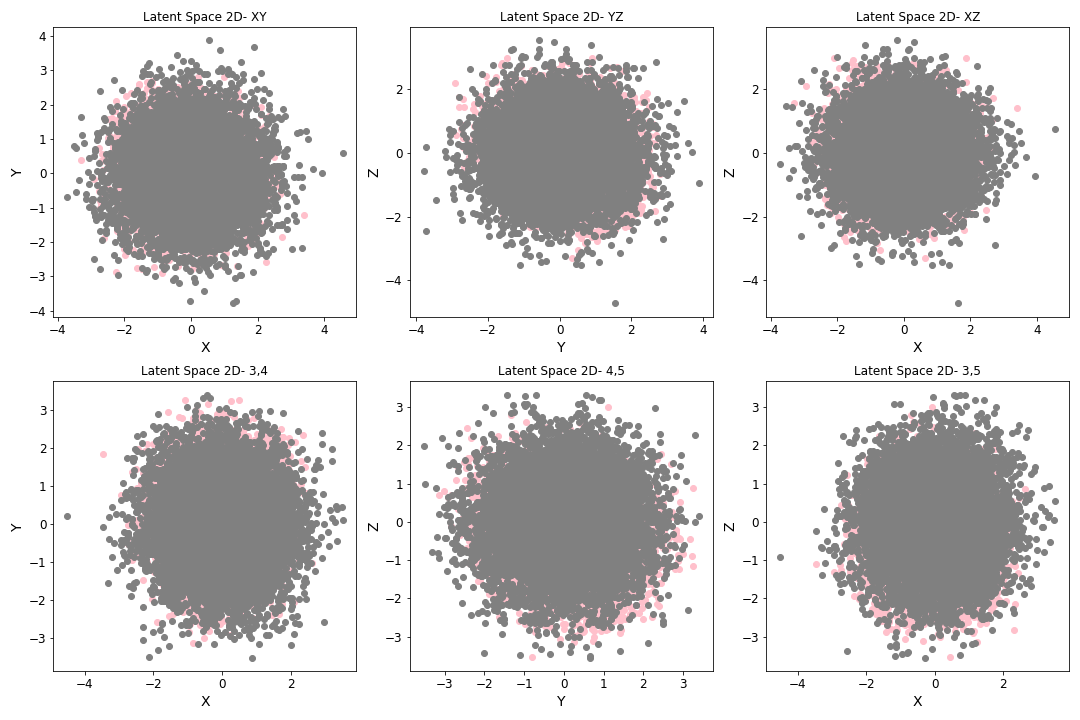 Latent Space 2D- XY
Latent Space 2D- YZ
Latent Space 2D- XZ
4
3
2
1
0
−1
−2
−3
−4
Y
−4 −2 0 2 4
X
2
0
−2
−4
Z
−4 −2 0 2 4
Y
2
0
−2
−4
Z
−4 −2 0 2 4
X
Latent Space 2D- 3,4
Latent Space 2D- 4,5
Latent Space 2D- 3,5
3
2
1
0
−1
−2
−3
Y
−4 −2 0 2
X
3
2
1
0
−1
−2
−3
Z
−3 −2 −1 0 1 2 3
Y
3
2
1
0
−1
−2
−3
Z
−4 −2 0 2
X